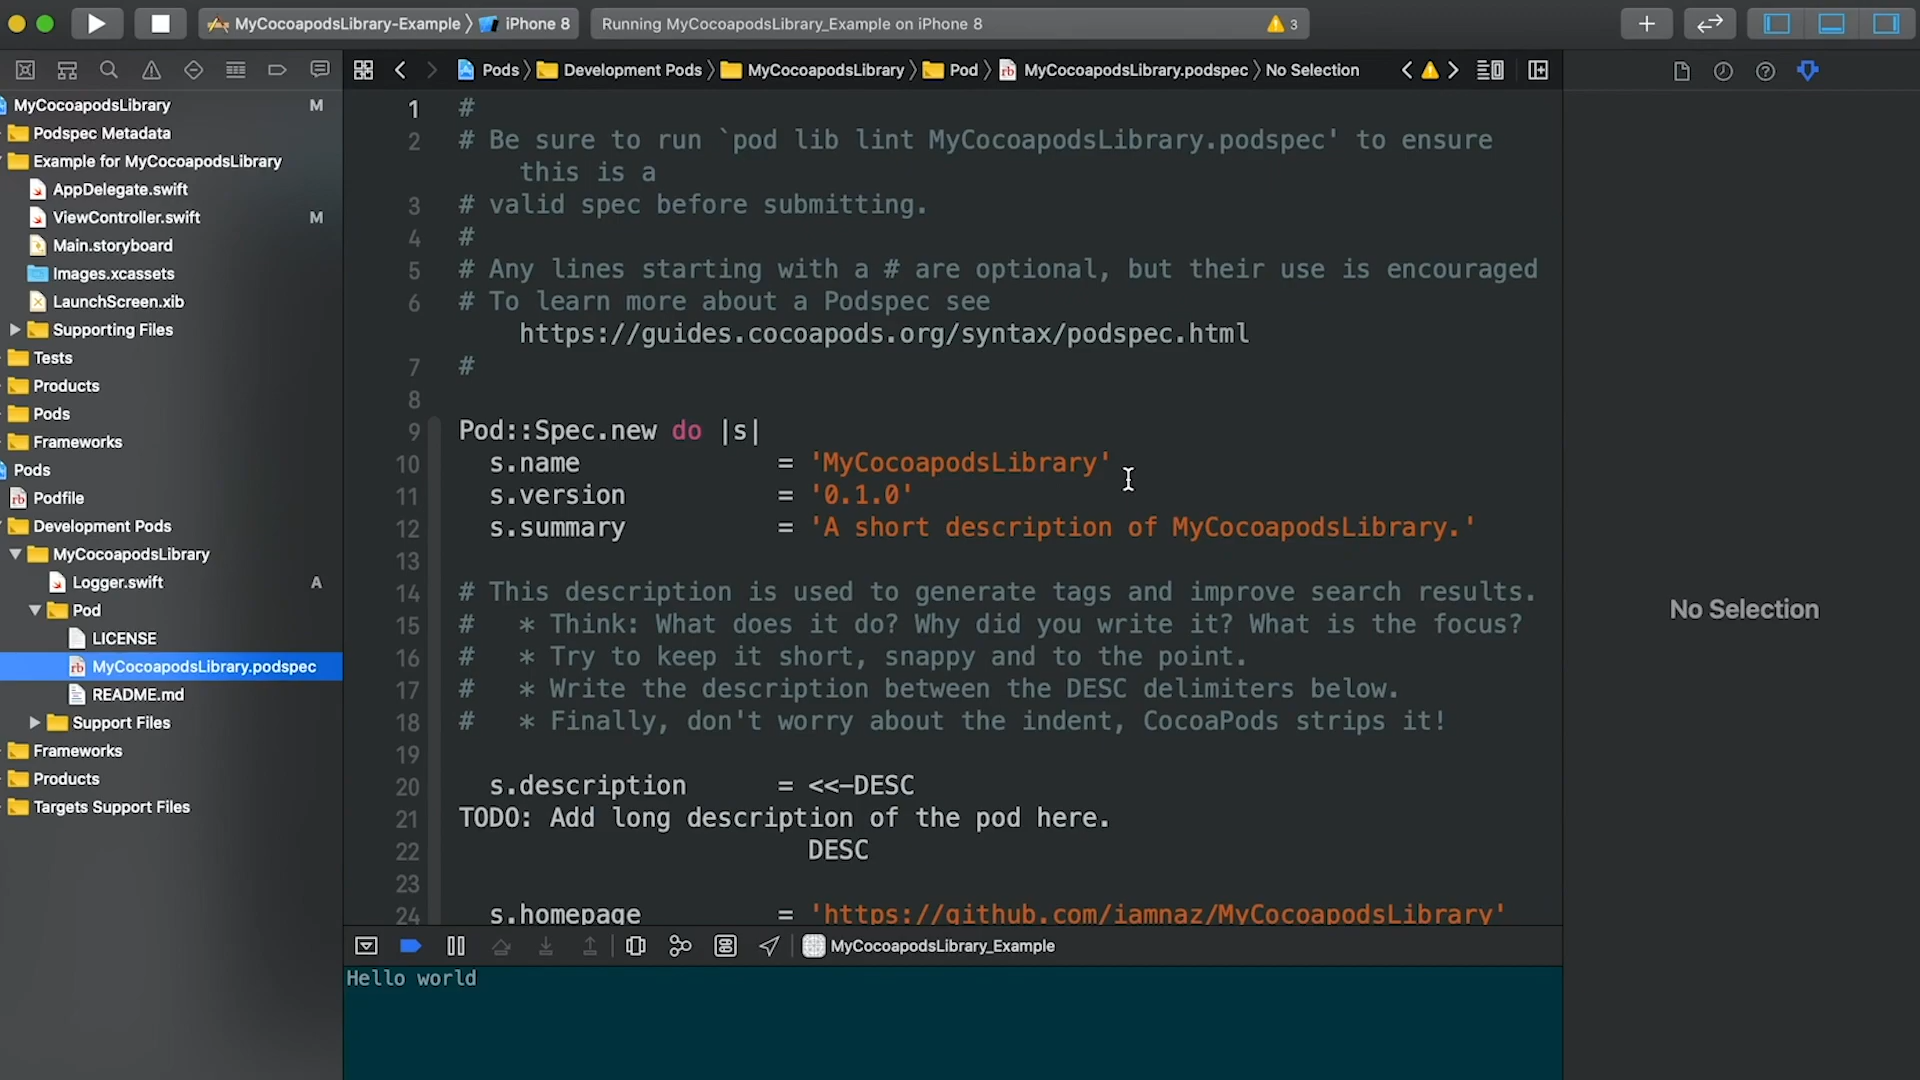 MyCocoapodsLibrary-Example
iPhone 8
Running MyCocoapodsLibrary_Example on iPhone 8
3
Pods
Development Pods
MyCocoapodsLibrary
Pod
MyCocoapodsLibrary.podspec
No Selection
MyCocoapodsLibrary M
Podspec Metadata
Example for MyCocoapodsLibrary
AppDelegate.swift
ViewController.swift M
Main.storyboard
Images.xcassets
LaunchScreen.xib
Supporting Files
Tests
Products
Pods
Frameworks
Pods
Podfile
Development Pods
MyCocoapodsLibrary
Logger.swift A
Pod
LICENSE
MyCocoapodsLibrary.podspec
README.md
Support Files
Frameworks
Products
Targets Support Files
1 #
2 # Be sure to run `pod lib lint MyCocoapodsLibrary.podspec' to ensure
this is a
3 # valid spec before submitting.
4 #
5 # Any lines starting with a # are optional, but their use is encouraged
6 # To learn more about a Podspec see
https://guides.cocoapods.org/syntax/podspec.html
7 #
8
9 Pod::Spec.new do |s|
10 s.name = 'MyCocoapodsLibrary'
11 s.version = '0.1.0'
12 s.summary = 'A short description of MyCocoapodsLibrary.'
13
14 # This description is used to generate tags and improve search results.
15 # * Think: What does it do? Why did you write it? What is the focus?
16 # * Try to keep it short, snappy and to the point.
17 # * Write the description between the DESC delimiters below.
18 # * Finally, don't worry about the indent, CocoaPods strips it!
19
20 s.description = <<-DESC
21 TODO: Add long description of the pod here.
22 DESC
23
24 s.homepage = 'https://github.com/iamnaz/MyCocoapodsLibrary'
No Selection
MyCocoapodsLibrary_Example
Hello world